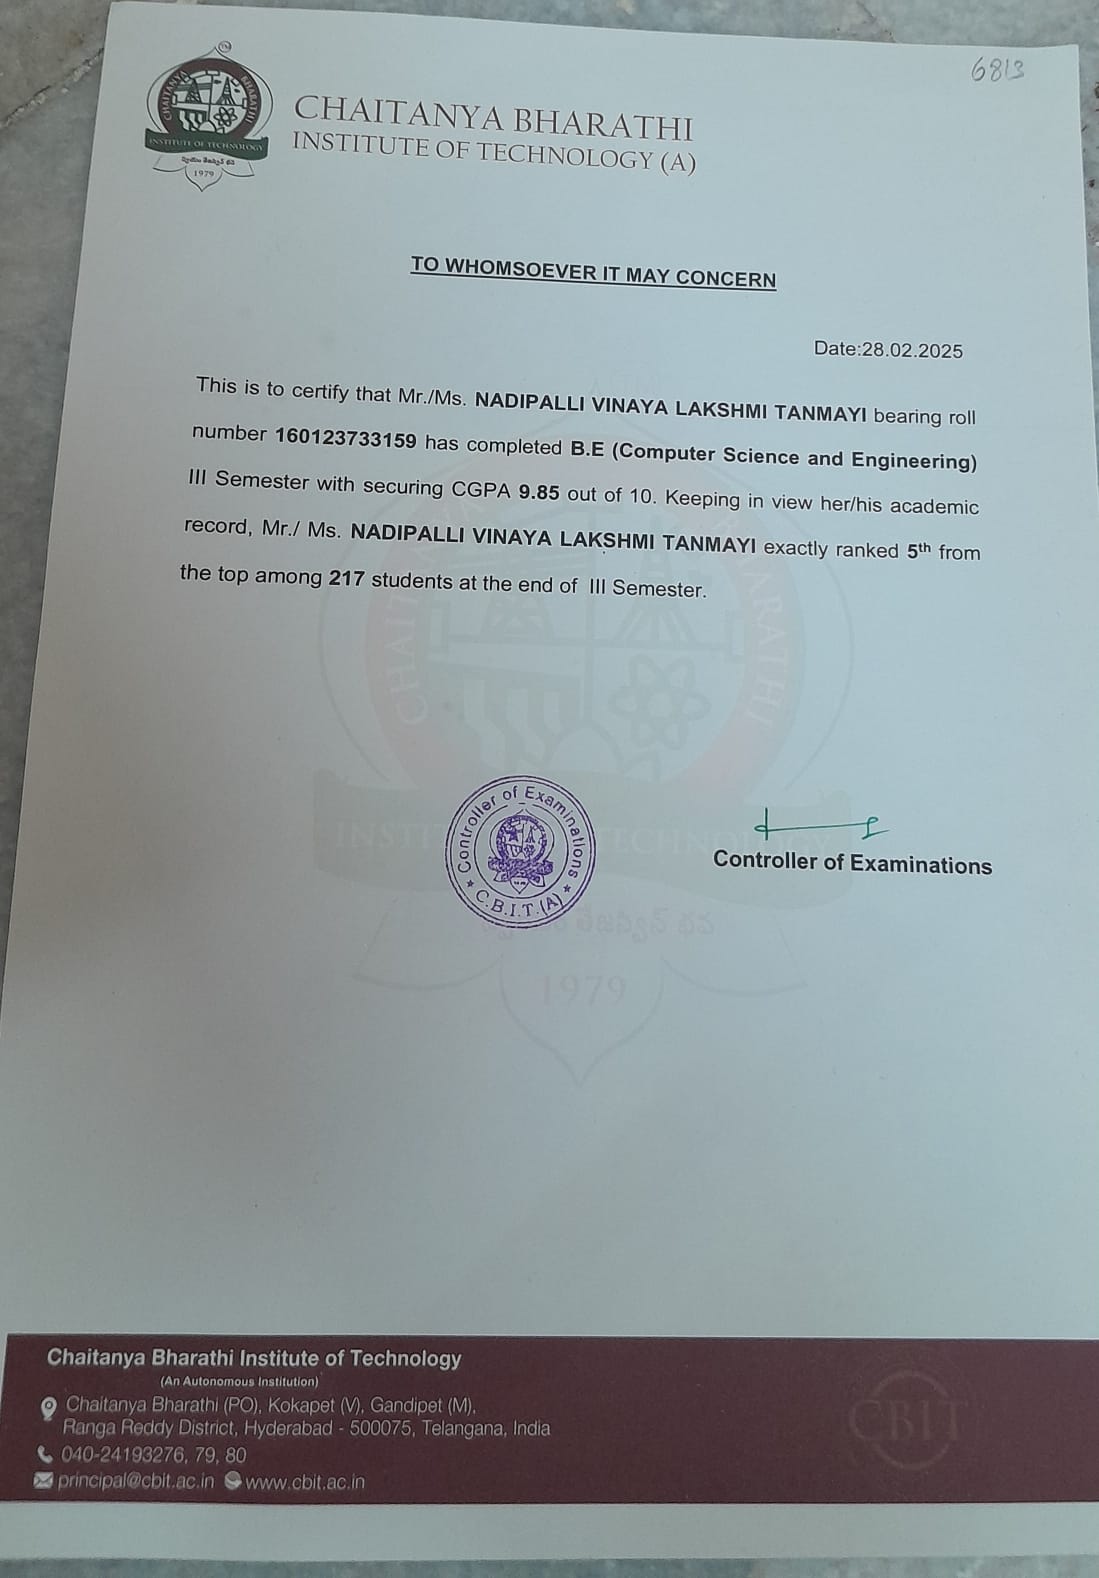 6813
TM
CHAITANYA BHARATHI
INSTITUTE OF TECHNOLOGY
స్వయం తేజస్విన్ భవ
1979
CHAITANYA BHARATHI
INSTITUTE OF TECHNOLOGY (A)
TO WHOMSOEVER IT MAY CONCERN
Date:28.02.2025
This is to certify that Mr./Ms. NADIPALLI VINAYA LAKSHMI TANMAYI bearing roll
number 160123733159 has completed B.E (Computer Science and Engineering)
III Semester with securing CGPA 9.85 out of 10. Keeping in view her/his academic
record, Mr./ Ms. NADIPALLI VINAYA LAKSHMI TANMAYI exactly ranked 5th from
the top among 217 students at the end of III Semester.
Controller of Examinations
C.B.I.T.(A)
Controller of Examinations
1979
Chaitanya Bharathi Institute of Technology
(An Autonomous Institution)
Chaitanya Bharathi (PO), Kokapet (V), Gandipet (M),
Ranga Reddy District, Hyderabad - 500075, Telangana, India
040-24193276, 79, 80
principal@cbit.ac.in www.cbit.ac.in
CBIT